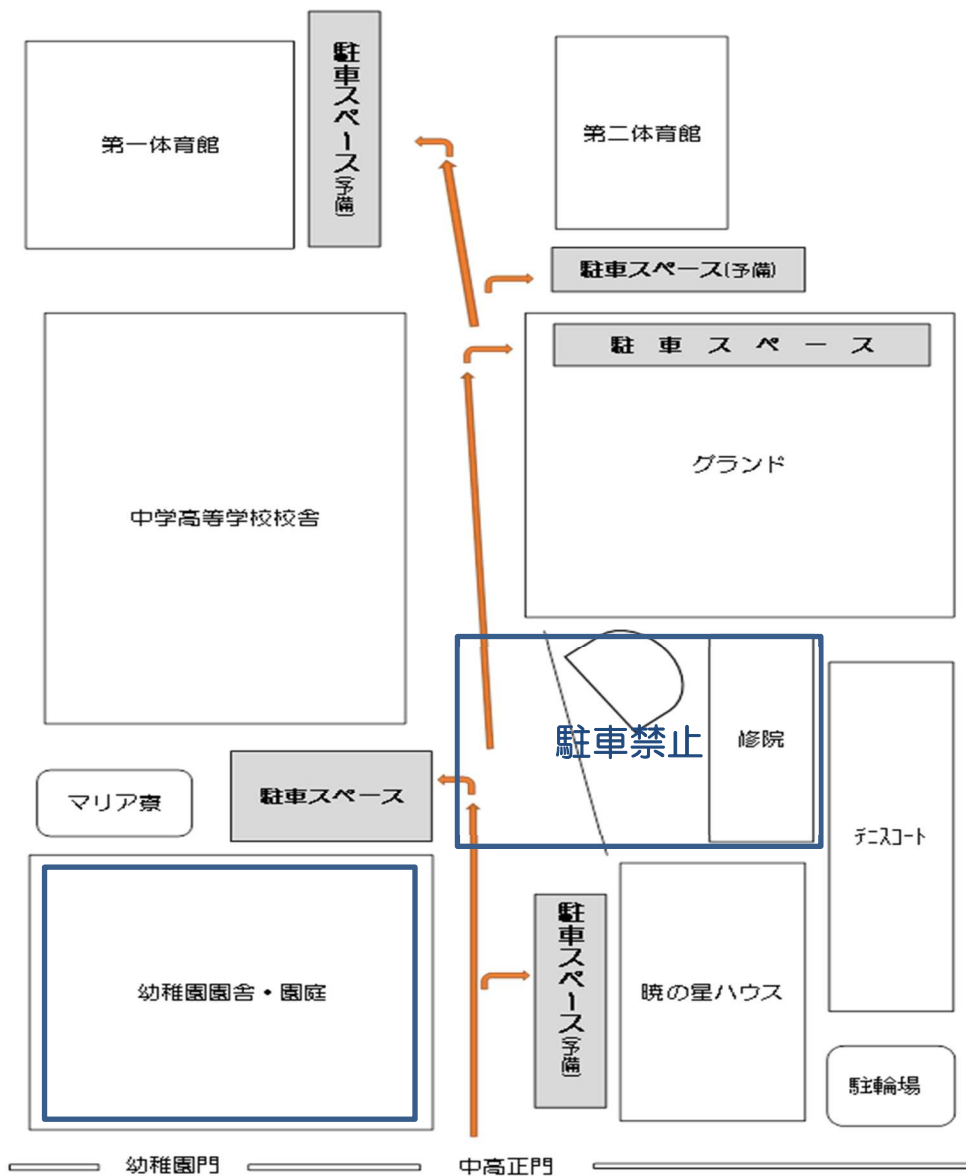 駐車スペース(予備)
第一体育館
第二体育館
駐車スペース(予備)
駐車スペース
グランド
中学高等学校校舎
駐車禁止
修院
マリア寮
駐車スペース
テニスコート
駐車スペース(予備)
幼稚園園舎・園庭
暁の星ハウス
駐輪場
幼稚園門
中高正門